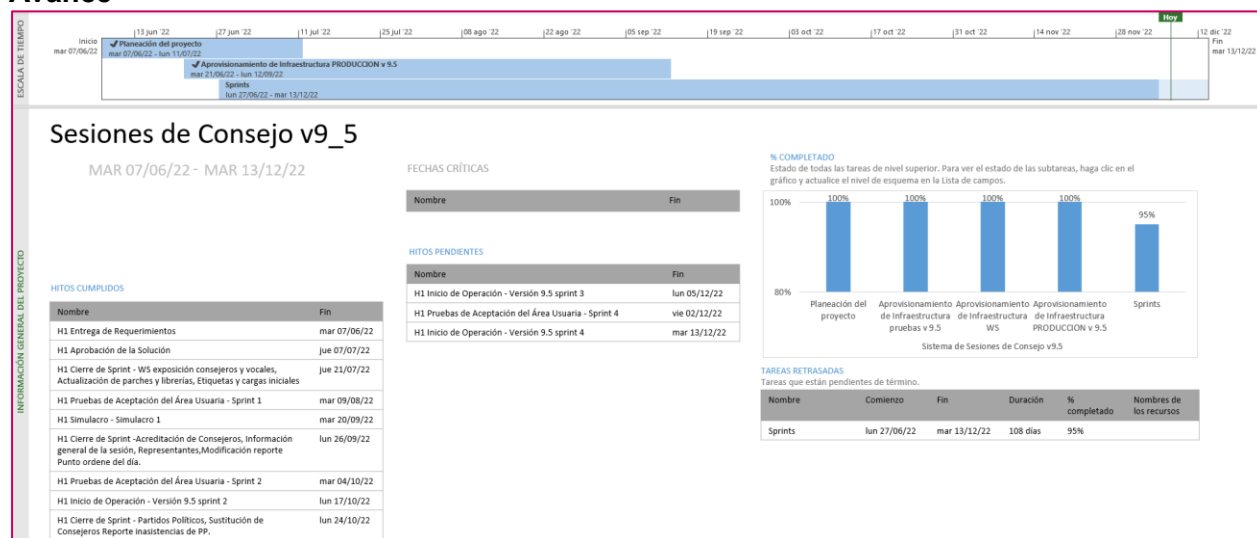 Avance
ESCALA DE TIEMPO
Hoy
13 jun '22 27 jun '22 11 jul '22 25 jul '22 08 ago '22 22 ago '22 05 sep '22 19 sep '22 03 oct '22 17 oct '22 31 oct '22 14 nov '22 28 nov '22 12 dic '22
Inicio
mar 07/06/22
Planeación del proyecto
mar 07/06/22 - lun 11/07/22
Aprovisionamiento de Infraestructura PRODUCCION v 9.5
mar 21/06/22 - lun 12/09/22
Sprints
lun 27/06/22 - mar 13/12/22
Fin
mar 13/12/22
INFORMACIÓN GENERAL DEL PROYECTO
Sesiones de Consejo v9_5
MAR 07/06/22 - MAR 13/12/22
HITOS CUMPLIDOS
Nombre Fin
H1 Entrega de Requerimientos mar 07/06/22
H1 Aprobación de la Solución jue 07/07/22
H1 Cierre de Sprint - WS exposición consejeros y vocales, jue 21/07/22
Actualización de parches y librerías, Etiquetas y cargas iniciales
H1 Pruebas de Aceptación del Área Usuaria - Sprint 1 mar 09/08/22
H1 Simulacro - Simulacro 1 mar 20/09/22
H1 Cierre de Sprint -Acreditación de Consejeros, Información lun 26/09/22
general de la sesión, Representantes,Modificación reporte
Punto ordene del día.
H1 Pruebas de Aceptación del Área Usuaria - Sprint 2 mar 04/10/22
H1 Inicio de Operación - Versión 9.5 sprint 2 lun 17/10/22
H1 Cierre de Sprint - Partidos Políticos, Sustitución de lun 24/10/22
Consejeros Reporte inasistencias de PP.
FECHAS CRÍTICAS
Nombre Fin
HITOS PENDIENTES
Nombre Fin
H1 Inicio de Operación - Versión 9.5 sprint 3 lun 05/12/22
H1 Pruebas de Aceptación del Área Usuaria - Sprint 4 vie 02/12/22
H1 Inicio de Operación - Versión 9.5 sprint 4 mar 13/12/22
% COMPLETADO
Estado de todas las tareas de nivel superior. Para ver el estado de las subtareas, haga clic en el
gráfico y actualice el nivel de esquema en la Lista de campos.
100% 100% 100% 100% 100%
95%
80%
Planeación del Aprovisionamiento Aprovisionamiento Aprovisionamiento Sprints
proyecto de Infraestructura de Infraestructura de Infraestructura
pruebas v 9.5 WS PRODUCCION v 9.5
Sistema de Sesiones de Consejo v9.5
TAREAS RETRASADAS
Tareas que están pendientes de término.
Nombre Comienzo Fin Duración % completado Nombres de los recursos
Sprints lun 27/06/22 mar 13/12/22 108 días 95%